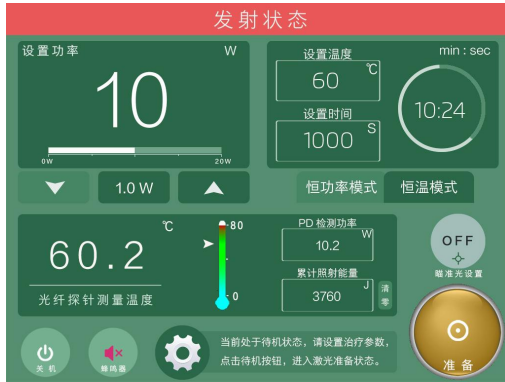 发射状态
设置功率 W
10
0W 20W
1.0 W
设置温度
60 ℃
设置时间
1000 S
min : sec
10:24
恒功率模式 恒温模式
60.2 ℃
光纤探针测量温度
80
0
PD 检测功率
10.2 W
累计照射能量
3760 J
清零
OFF
瞄准光设置
关 机
蜂鸣器
当前处于待机状态，请设置治疗参数，
点击待机按钮，进入激光准备状态。
准 备